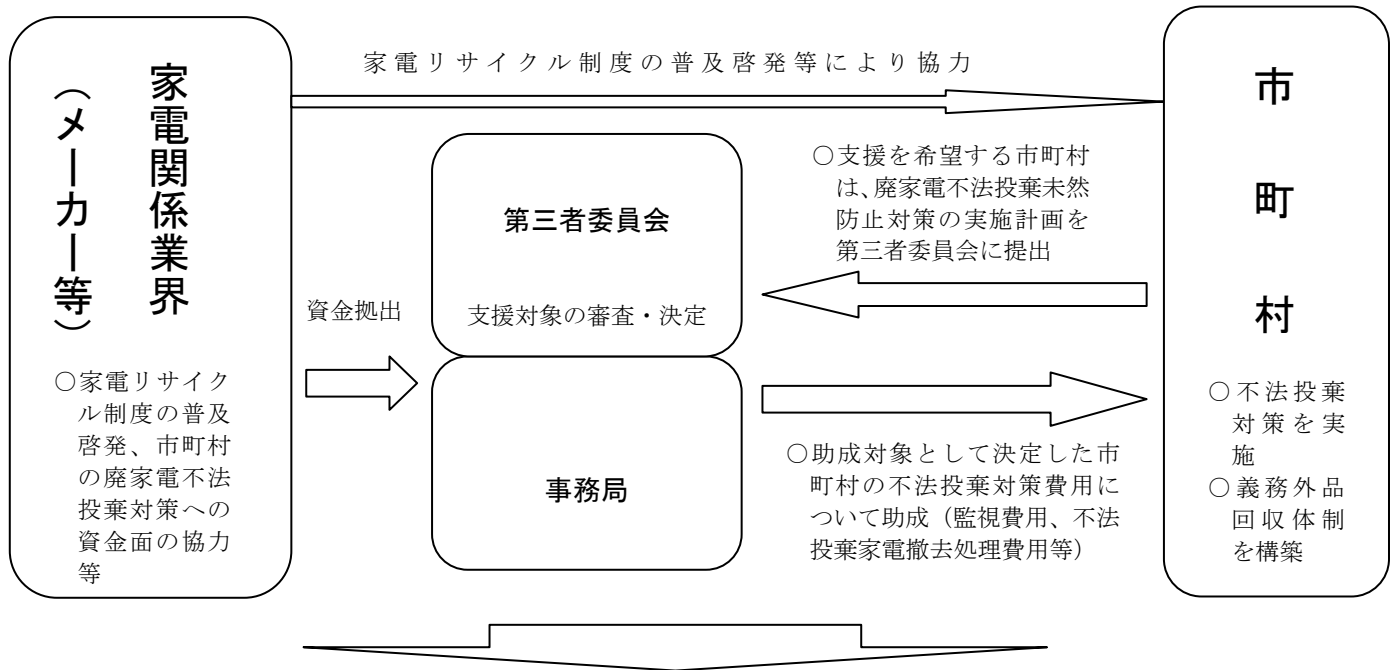 家電リサイクル制度の普及啓発等により協力
家電関係業界
（メーカー等）
○家電リサイク
ル制度の普及
啓発、市町村
の廃家電不法
投棄対策への
資金面の協力
等
資金拠出
第三者委員会
支援対象の審査・決定
事務局
○支援を希望する市町村
は、廃家電不法投棄未然
防止対策の実施計画を
第三者委員会に提出
○助成対象として決定した市
町村の不法投棄対策費用に
ついて助成（監視費用、不法
投棄家電撤去処理費用等）
市町村
○不法投棄
対策を実
施
○義務外品
回収体制
を構築